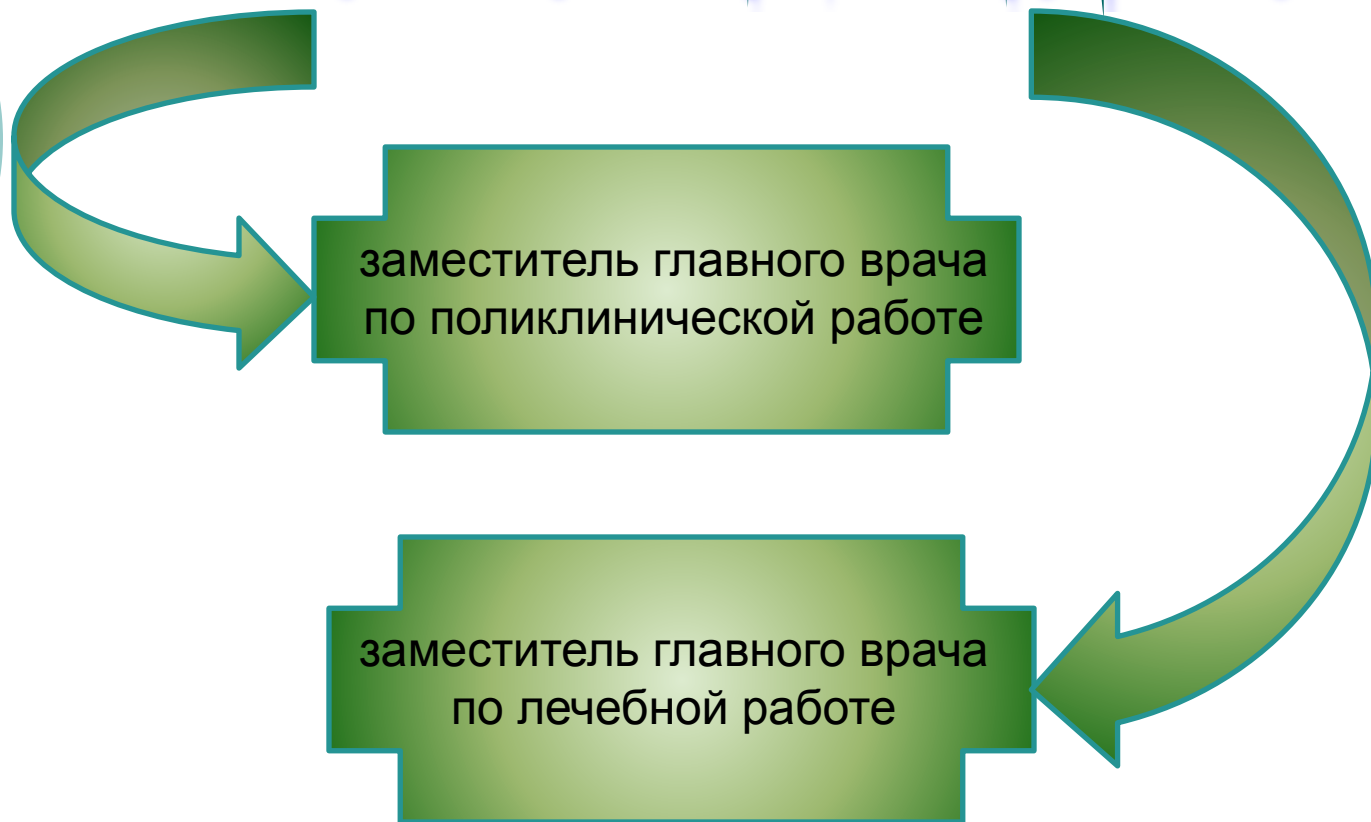 заместитель главного врача
по поликлинической работе
заместитель главного врача
по лечебной работе